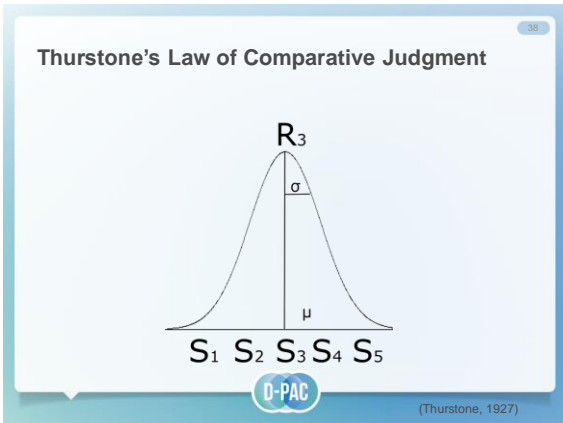 38
Thurstone's Law of Comparative Judgment
R3
σ
μ
S1 S2 S3 S4 S5
D-PAC
(Thurstone, 1927)